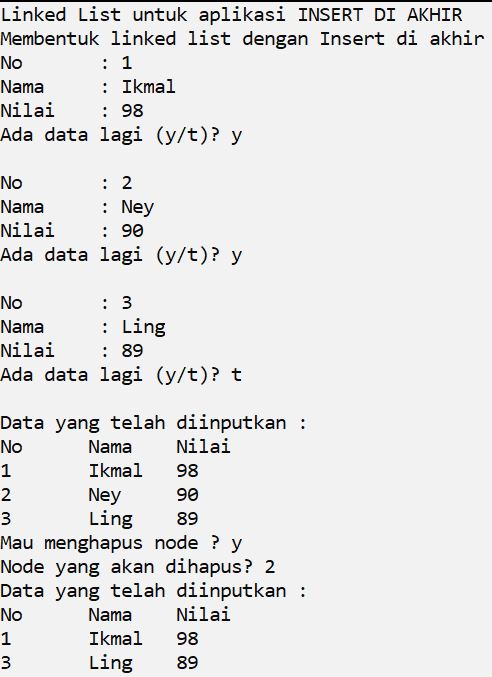 Linked List untuk aplikasi INSERT DI AKHIR
Membentuk linked list dengan Insert di akhir
No : 1
Nama : Ikmal
Nilai : 98
Ada data lagi (y/t)? y
No : 2
Nama : Ney
Nilai : 90
Ada data lagi (y/t)? y
No : 3
Nama : Ling
Nilai : 89
Ada data lagi (y/t)? t
Data yang telah diinputkan :
No Nama Nilai
1 Ikmal 98
2 Ney 90
3 Ling 89
Mau menghapus node ? y
Node yang akan dihapus? 2
Data yang telah diinputkan :
No Nama Nilai
1 Ikmal 98
3 Ling 89